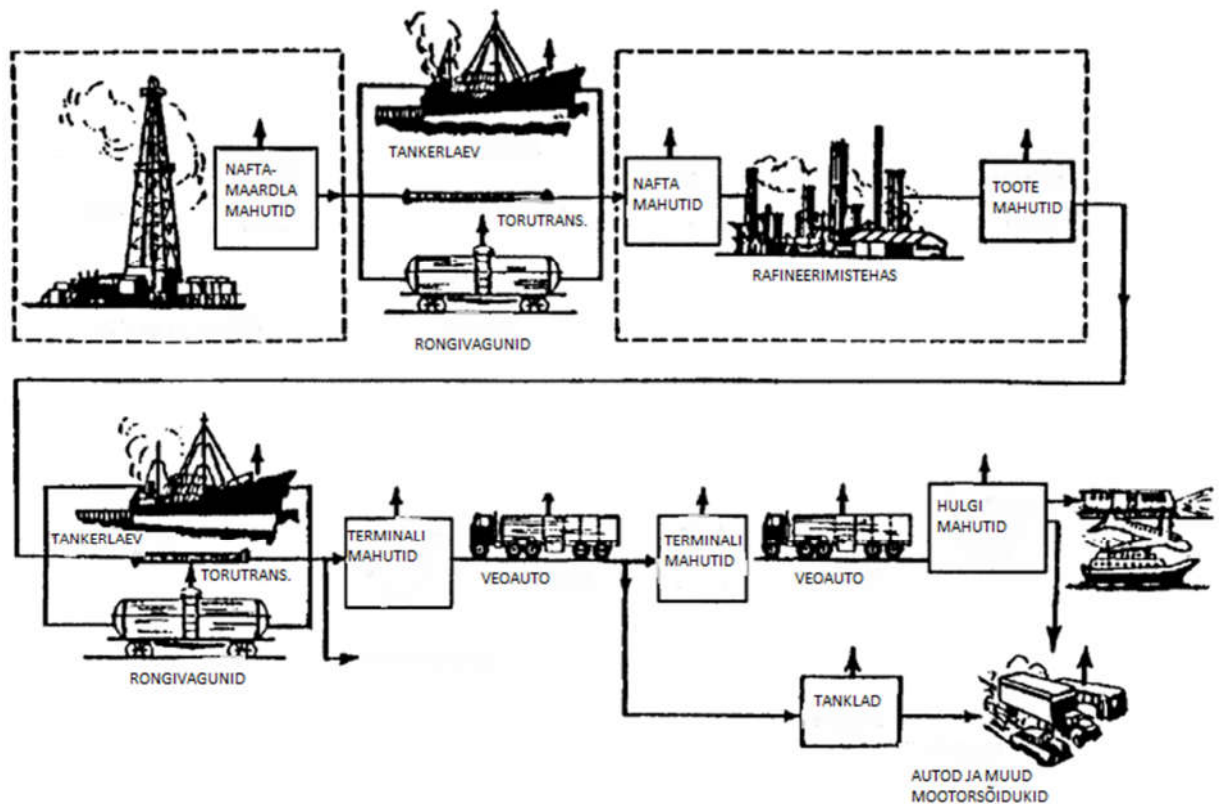 TANKERLAEV
NAFTA-
MAARDLA
MAHUTID
TORUTRANS.
RONGIVAGUNID
NAFTA
MAHUTID
RAFINEERIMISTEHAS
TOOTE
MAHUTID
TANKERLAEV
TORUTRANS.
RONGIVAGUNID
TERMINALI
MAHUTID
VEOAUTO
TERMINALI
MAHUTID
VEOAUTO
HULGI
MAHUTID
TANKLAD
AUTOD JA MUUD
MOOTORSÕIDUKID